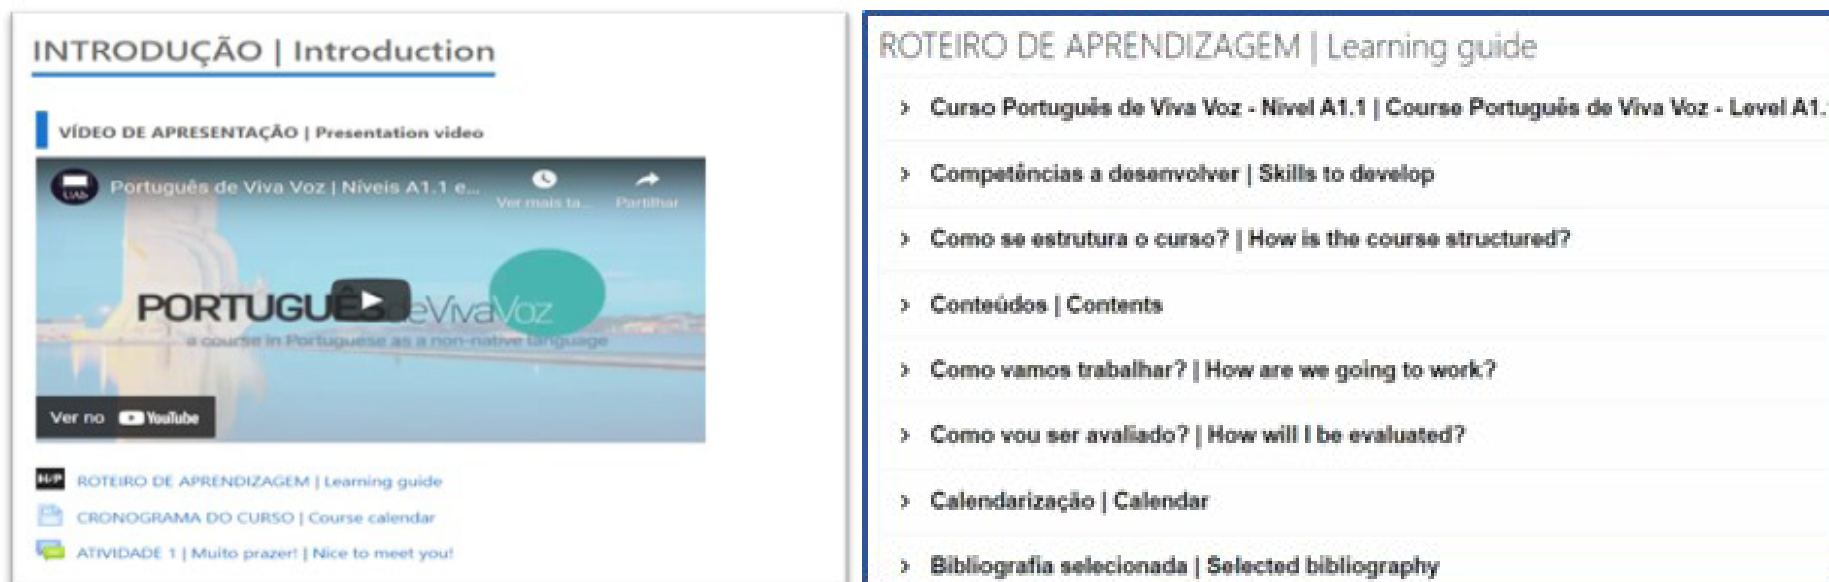 INTRODUÇÃO | Introduction
VÍDEO DE APRESENTAÇÃO | Presentation video
UAb
Português de Viva Voz | Níveis A1.1 e...
Ver mais ta...
Partilhar
PORTUGUÊSdeVivaVoz
a course in Portuguese as a non-native language
Ver no YouTube
H-P ROTEIRO DE APRENDIZAGEM | Learning guide
CRONOGRAMA DO CURSO | Course calendar
ATIVIDADE 1 | Muito prazer! | Nice to meet you!
ROTEIRO DE APRENDIZAGEM | Learning guide
> Curso Português de Viva Voz - Nível A1.1 | Course Português de Viva Voz - Level A1.
> Competências a desenvolver | Skills to develop
> Como se estrutura o curso? | How is the course structured?
> Conteúdos | Contents
> Como vamos trabalhar? | How are we going to work?
> Como vou ser avaliado? | How will I be evaluated?
> Calendarização | Calendar
> Bibliografia selecionada | Selected bibliography